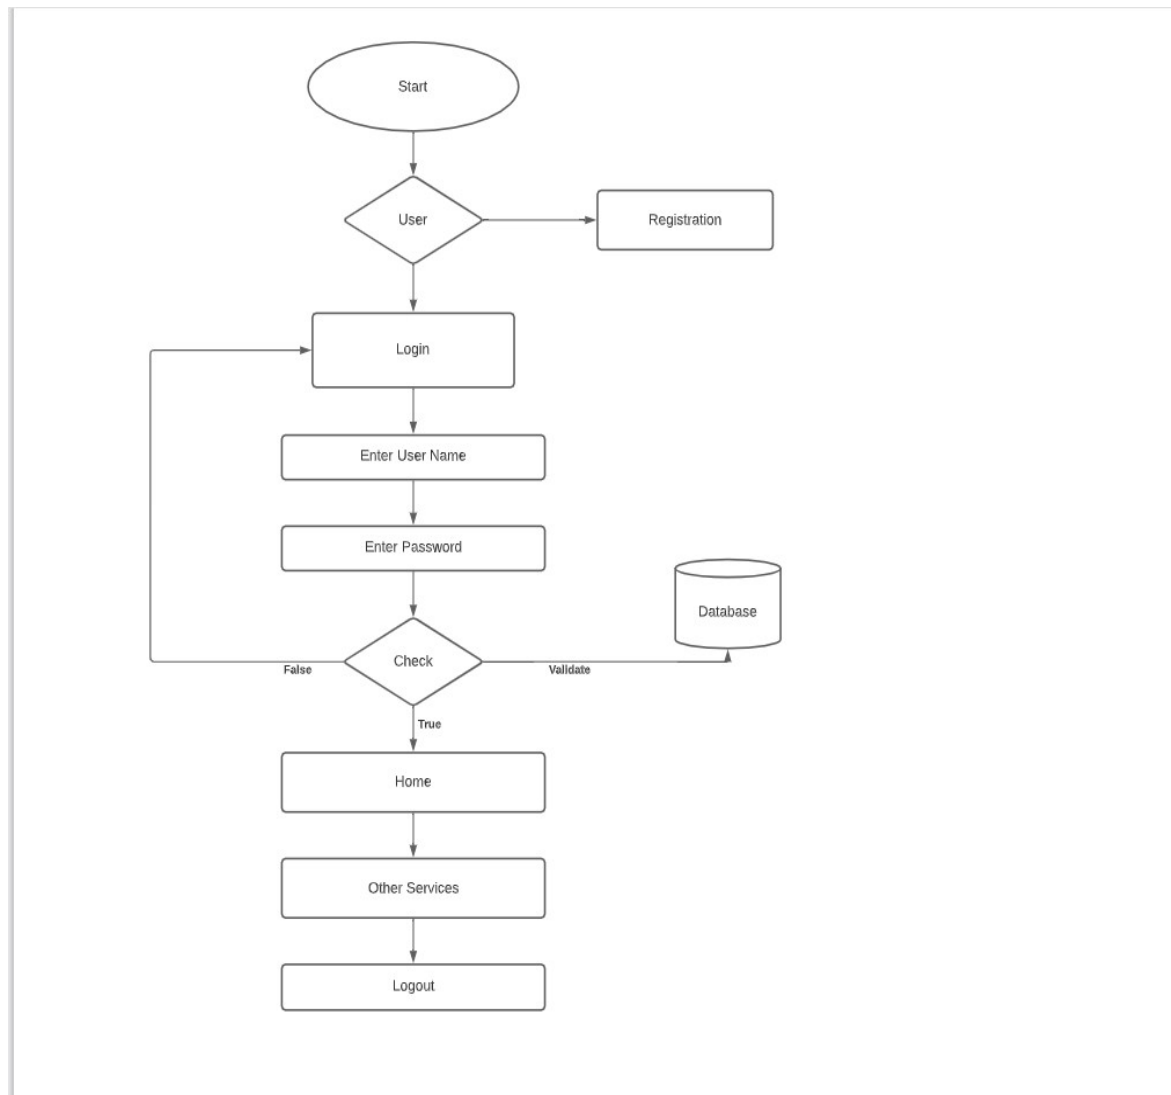 Start
User
Registration
Login
Enter User Name
Enter Password
Database
Check
False
Validate
True
Home
Other Services
Logout